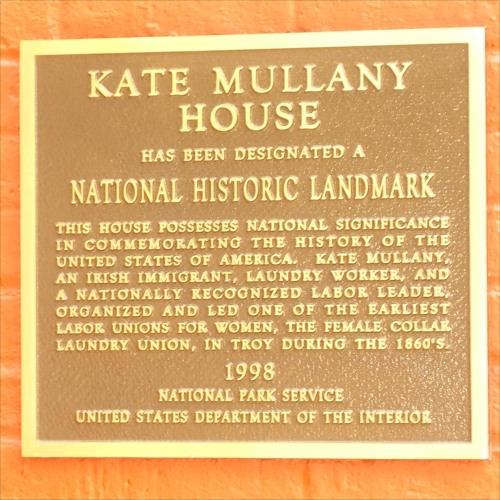 KATE MULLANY
HOUSE
HAS BEEN DESIGNATED A
NATIONAL HISTORIC LANDMARK
THIS HOUSE POSSESSES NATIONAL SIGNIFICANCE
IN COMMEMORATING THE HISTORY OF THE
UNITED STATES OF AMERICA. KATE MULLANY,
AN IRISH IMMIGRANT, LAUNDRY WORKER, AND
A NATIONALLY RECOGNIZED LABOR LEADER,
ORGANIZED AND LED ONE OF THE EARLIEST
LABOR UNIONS FOR WOMEN, THE FEMALE COLLAR
LAUNDRY UNION, IN TROY DURING THE 1860'S.
1998
NATIONAL PARK SERVICE
UNITED STATES DEPARTMENT OF THE INTERIOR